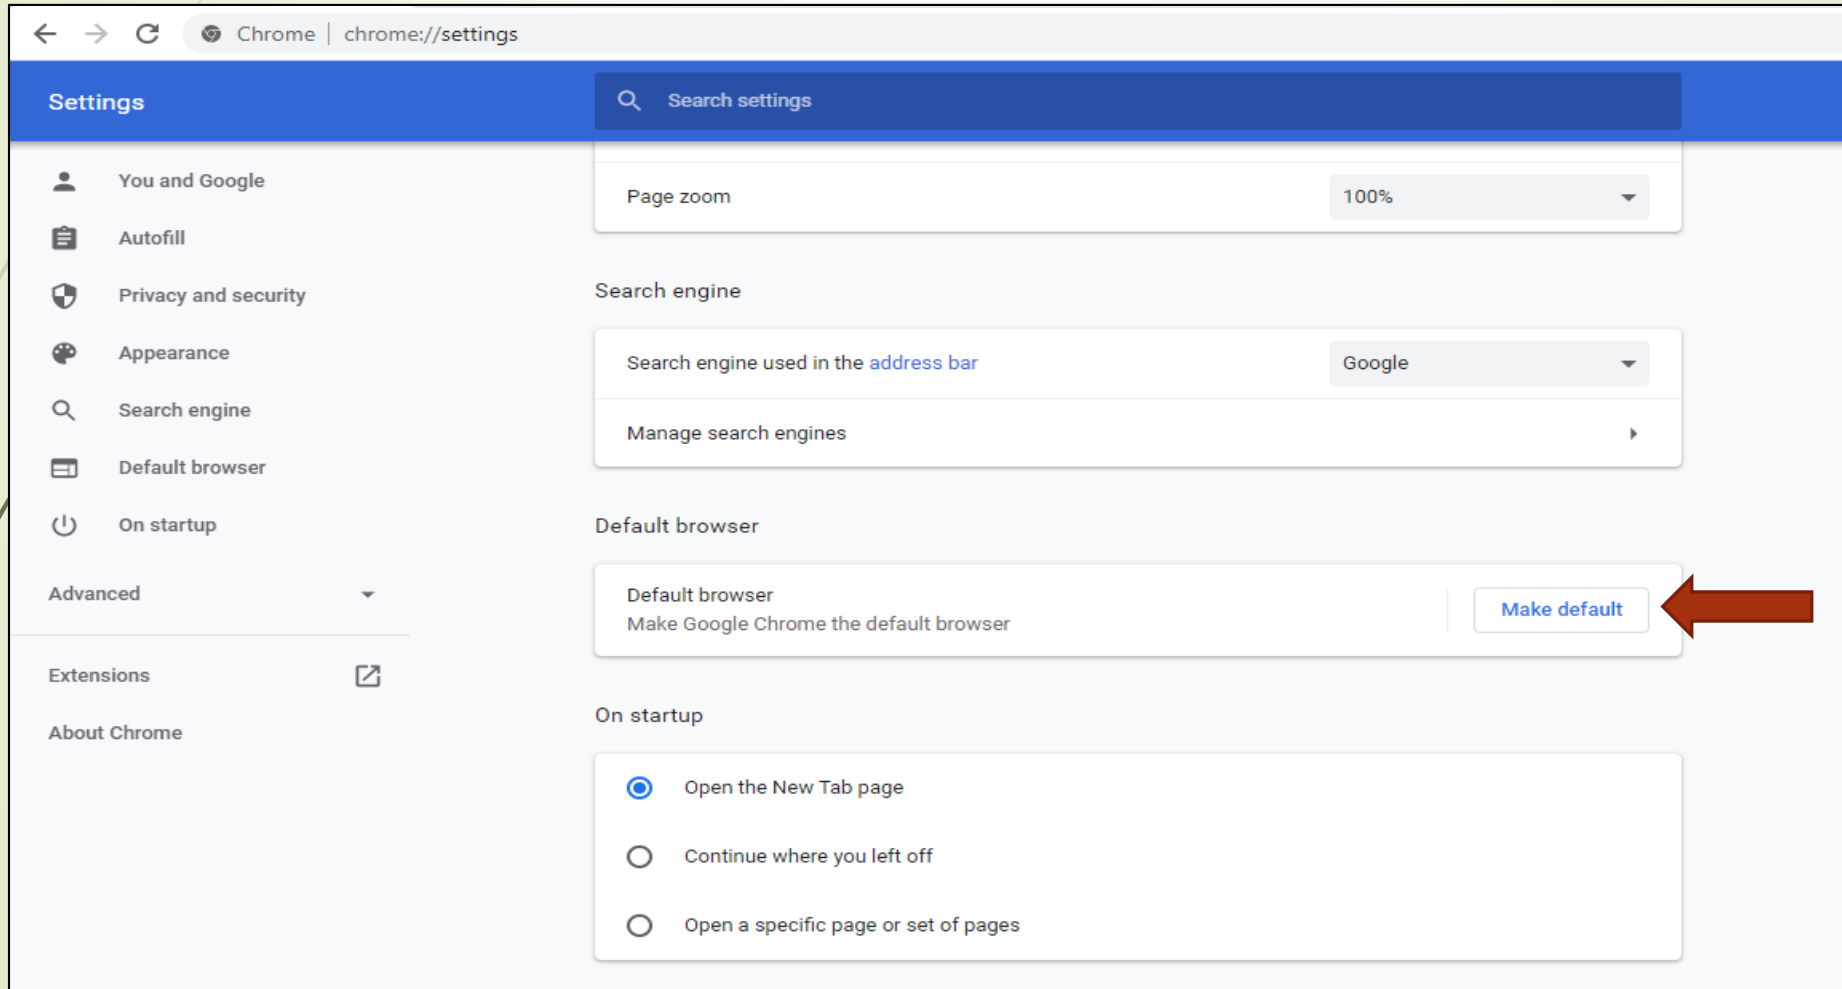 Chrome | chrome://settings
Settings
Search settings
You and Google
Autofill
Privacy and security
Appearance
Search engine
Default browser
On startup
Advanced
Extensions
About Chrome
Page zoom
100%
Search engine
Search engine used in the address bar
Google
Manage search engines
Default browser
Default browser
Make Google Chrome the default browser
Make default
On startup
Open the New Tab page
Continue where you left off
Open a specific page or set of pages